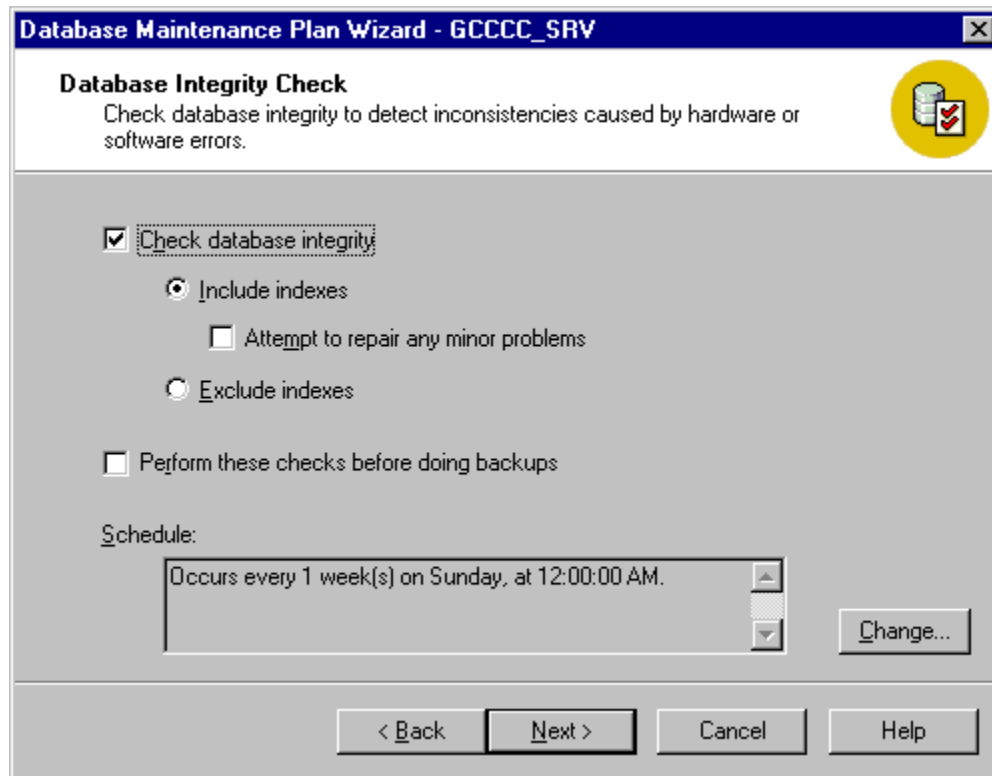 Database Maintenance Plan Wizard - GCCCC_SRV
Database Integrity Check
Check database integrity to detect inconsistencies caused by hardware or
software errors.
Check database integrity
Include indexes
Attempt to repair any minor problems
Exclude indexes
Perform these checks before doing backups
Schedule:
Occurs every 1 week(s) on Sunday, at 12:00:00 AM.
Change...
< Back
Next >
Cancel
Help